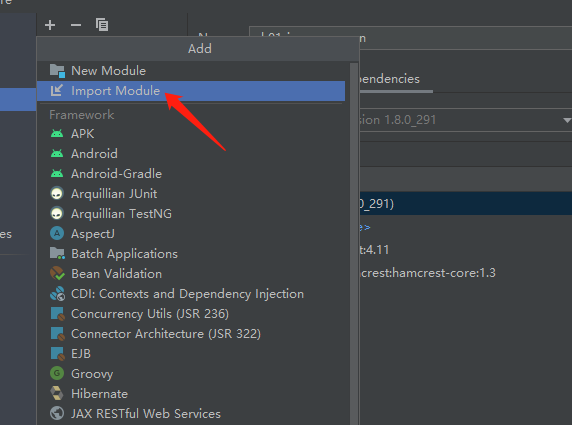 Add
New Module
Import Module
pendencies
Framework
APK
sion 1.8.0_291
Android
Android-Gradle
Arquillian JUnit
0_291)
Arquillian TestNG
e>
AspectJ
es
Batch Applications
t:4.11
Bean Validation
mcrest:hamcrest-core:1.3
CDI: Contexts and Dependency Injection
Concurrency Utils (JSR 236)
Connector Architecture (JSR 322)
EJB
Groovy
Hibernate
JAX RESTful Web Services